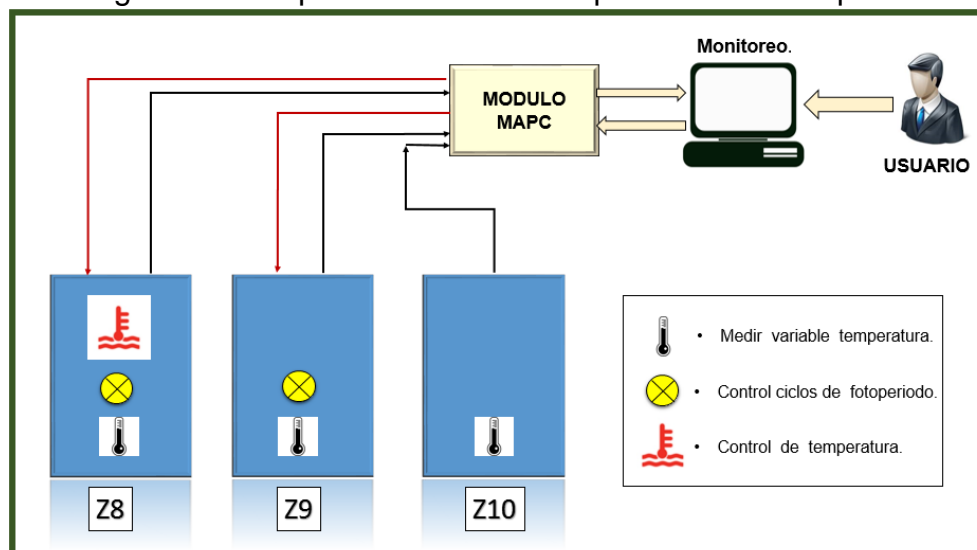 Monitoreo.
MODULO
MAPC
USUARIO
• Medir variable temperatura.
• Control ciclos de fotoperiodo.
• Control de temperatura.
Z8
Z9
Z10